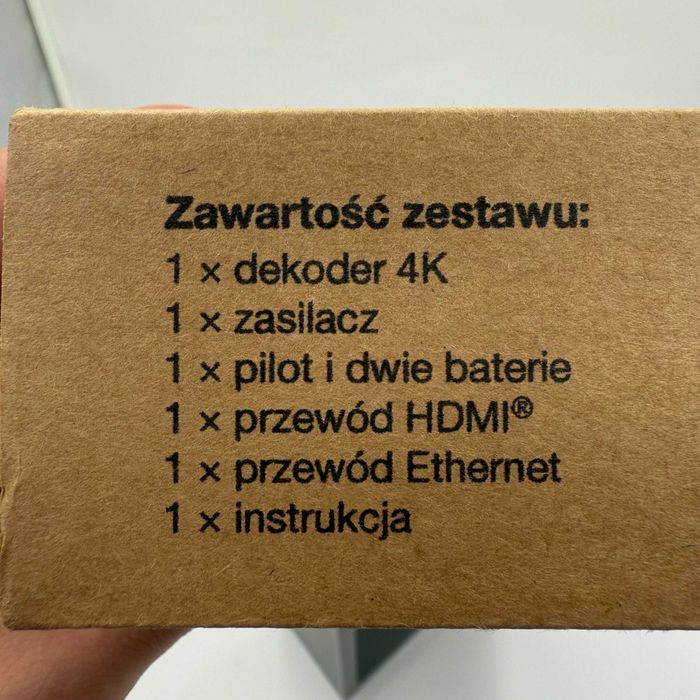 Zawartość zestawu:
1 x dekoder 4K
1 x zasilacz
1 x pilot i dwie baterie
1 x przewód HDMI®
1 x przewód Ethernet
1 x instrukcja